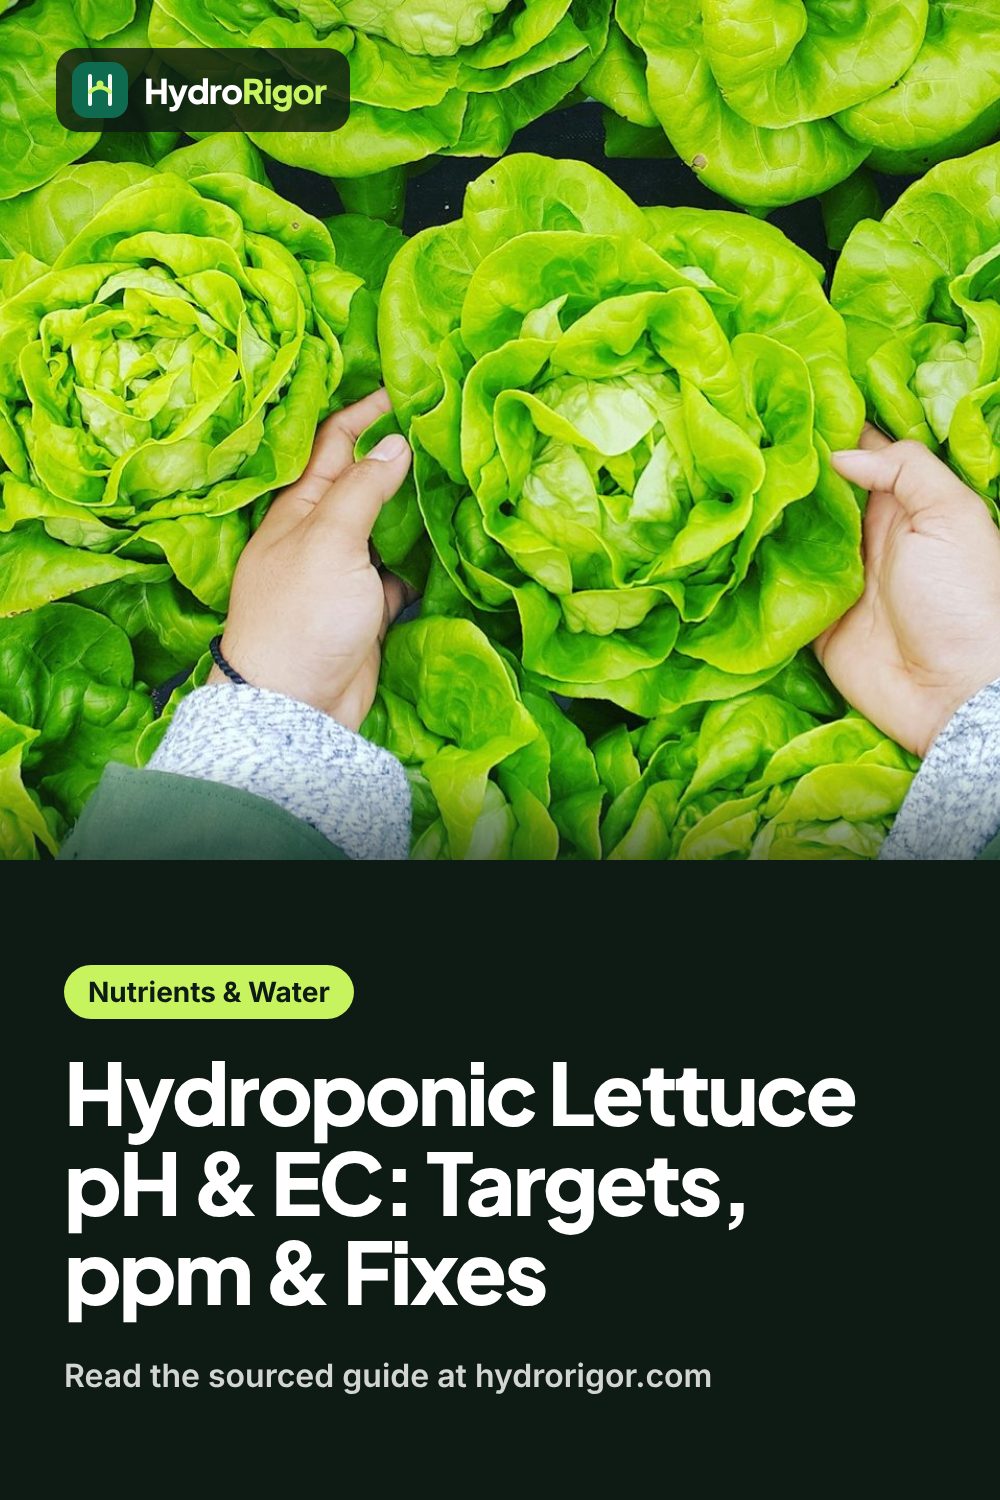 HydroRigor
Nutrients & Water
Hydroponic Lettuce
pH & EC: Targets,
ppm & Fixes
Read the sourced guide at hydrorigor.com